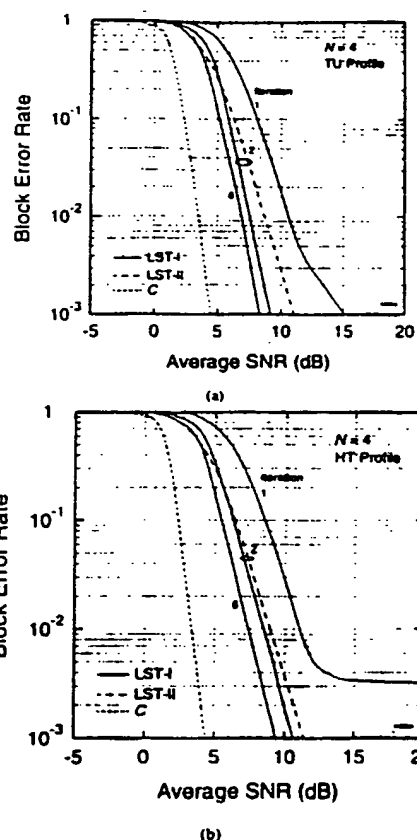 1
N = 4
TU Profile
iteration
10-1
2
10-2
6
LST-I
LST-II
C
10-3
-5 0 5 10 15 20
Block Error Rate
Average SNR (dB)
(a)
1
N = 4
HT Profile
iteration
10-1
2
6
10-2
LST-I
LST-II
C
10-3
-5 0 5 10 15 20
Block Error Rate
Average SNR (dB)
(b)